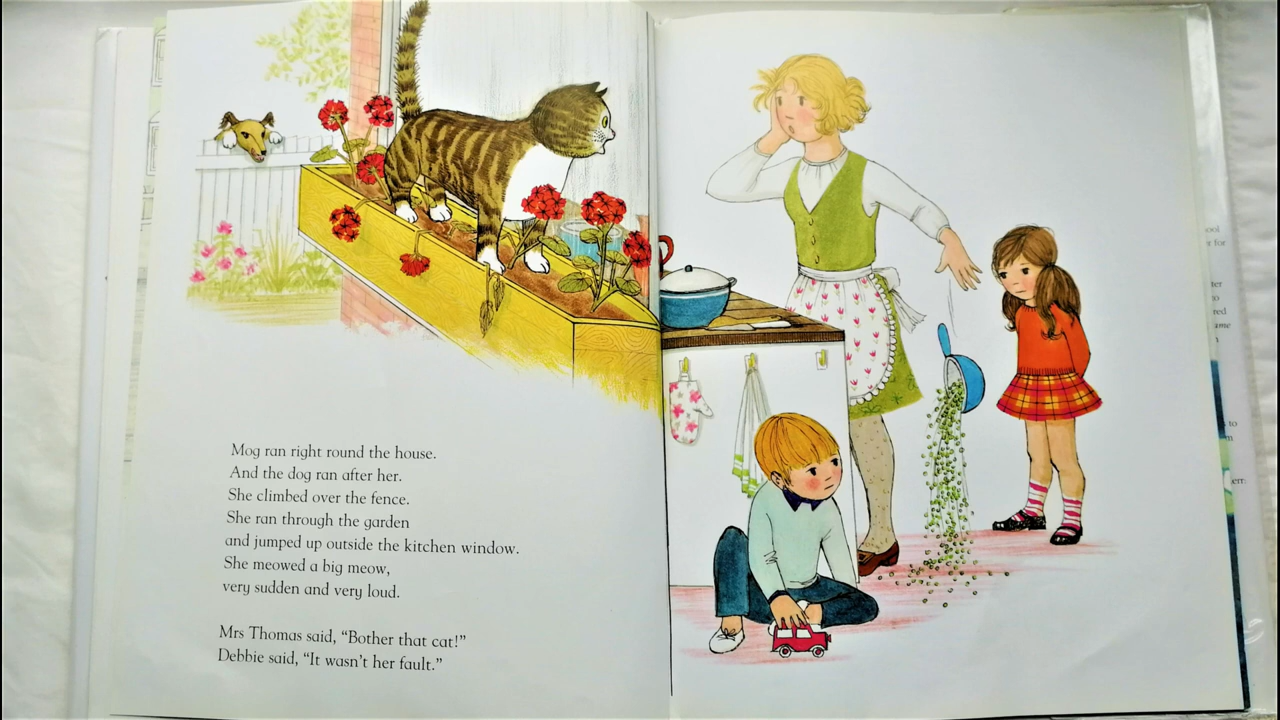 Mog ran right round the house.
And the dog ran after her.
She climbed over the fence.
She ran through the garden
and jumped up outside the kitchen window.
She meowed a big meow,
very sudden and very loud.
Mrs Thomas said, “Bother that cat!”
Debbie said, “It wasn’t her fault.”